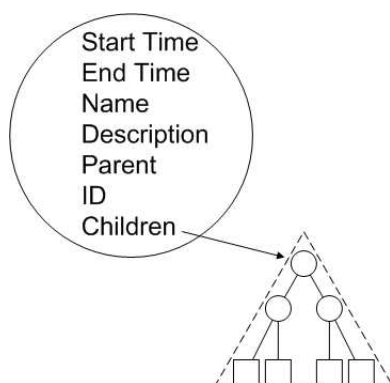 Start Time
End Time
Name
Description
Parent
ID
Children